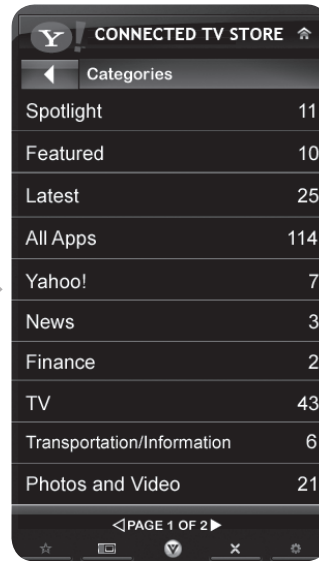 Y! CONNECTED TV STORE
Categories
Spotlight 11
Featured 10
Latest 25
All Apps 114
Yahoo! 7
News 3
Finance 2
TV 43
Transportation/Information 6
Photos and Video 21
PAGE 1 OF 2
Y X